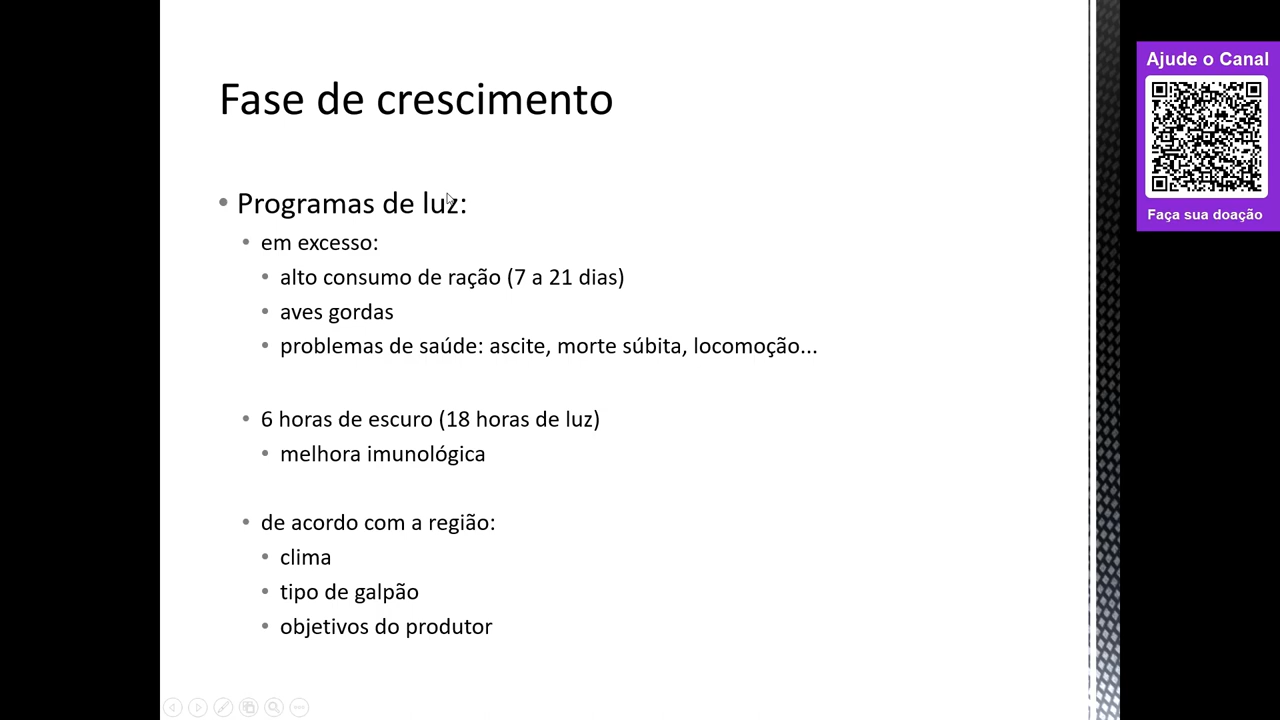 Fase de crescimento
Programas de luz:
em excesso:
alto consumo de ração (7 a 21 dias)
aves gordas
problemas de saúde: ascite, morte súbita, locomoção...
6 horas de escuro (18 horas de luz)
melhora imunológica
de acordo com a região:
clima
tipo de galpão
objetivos do produtor
Ajude o Canal
Faça sua doação